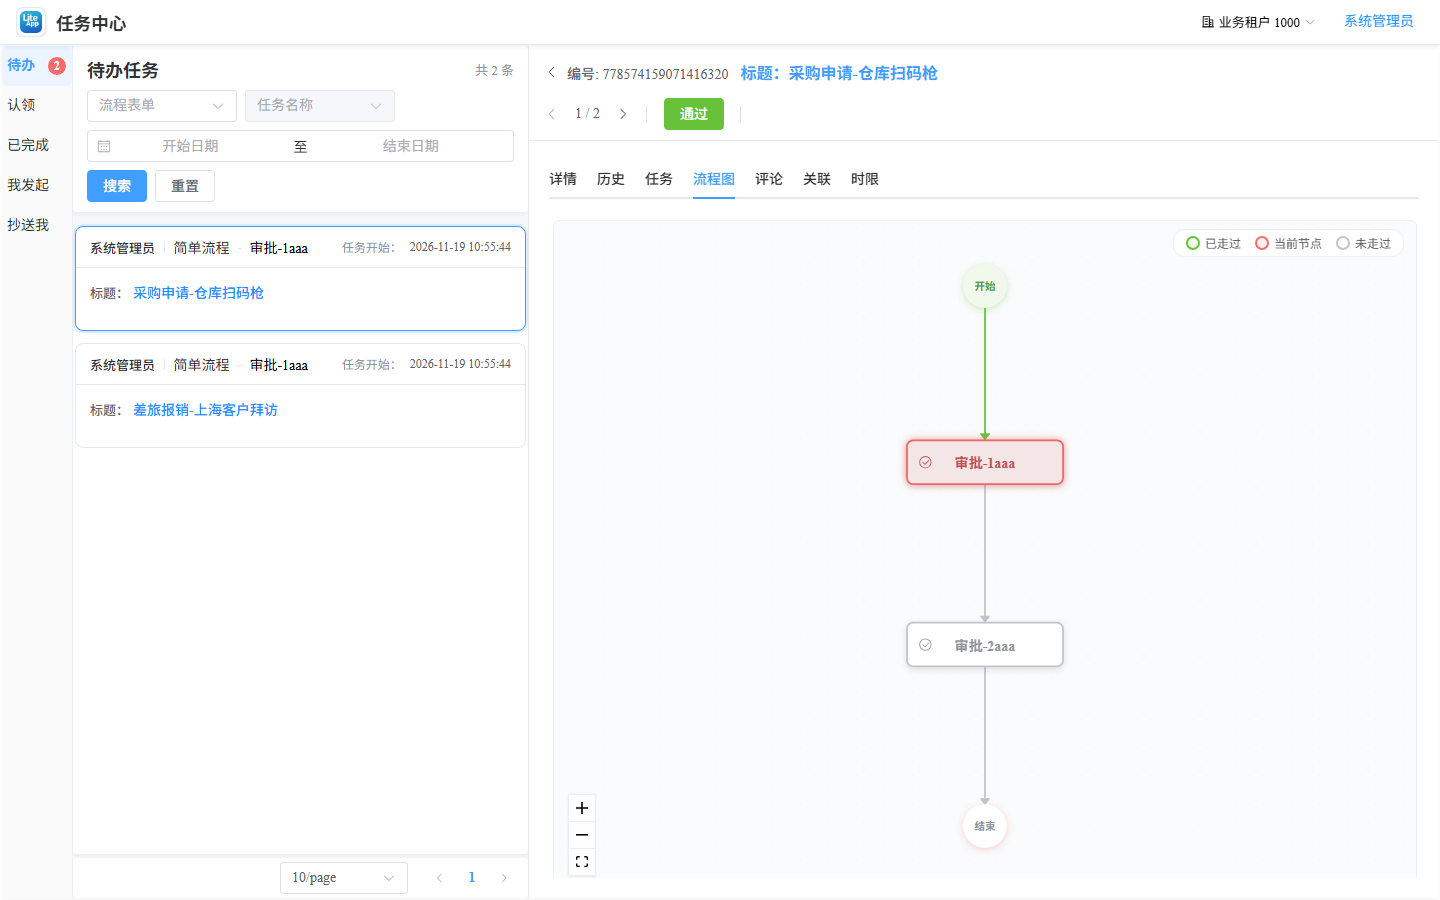 Lite App 任务中心
业务租户 1000
系统管理员
待办 2
认领
已完成
我发起
抄送我
待办任务
共 2 条
流程表单
任务名称
开始日期 至 结束日期
搜索 重置
系统管理员 简单流程 - 审批-1aaa 任务开始: 2026-11-19 10:55:44
标题: 采购申请-仓库扫码枪
系统管理员 简单流程 - 审批-1aaa 任务开始: 2026-11-19 10:55:44
标题: 差旅报销-上海客户拜访
10/page 1
编号: 778574159071416320 标题: 采购申请-仓库扫码枪
1 / 2 通过
详情 历史 任务 流程图 评论 关联 时限
已走过 当前节点 未走过
开始
审批-1aaa
审批-2aaa
结束